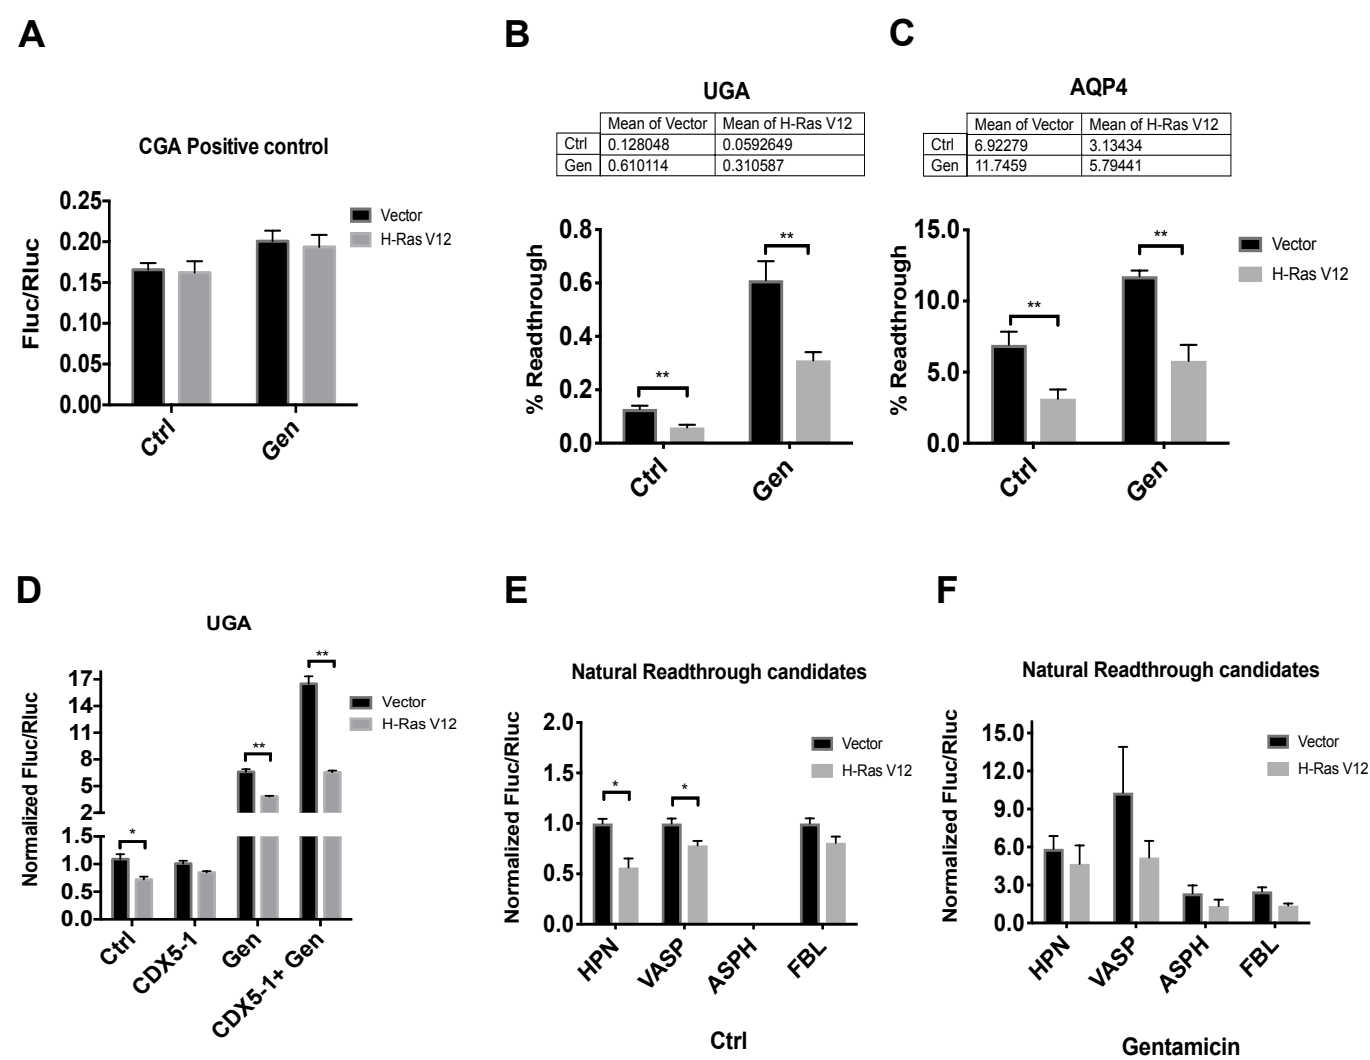 A
CGA Positive control
Fluc/Rluc
0.25
0.20
0.15
0.10
0.05
0.00
Ctrl
Gen
Vector
H-Ras V12
B
UGA
Mean of Vector Mean of H-Ras V12
Ctrl 0.128048 0.0592649
Gen 0.610114 0.310587
% Readthrough
0.8
0.6
0.4
0.2
0.0
**
**
Ctrl
Gen
C
AQP4
Mean of Vector Mean of H-Ras V12
Ctrl 6.92279 3.13434
Gen 11.7459 5.79441
% Readthrough
15.0
10.0
5.0
0.0
**
**
Ctrl
Gen
Vector
H-Ras V12
D
UGA
Normalized Fluc/Rluc
17
14
11
8
5
2
1.5
1.0
0.5
0.0
*
**
**
Ctrl
CDX5-1
Gen
CDX5-1+ Gen
Vector
H-Ras V12
E
Natural Readthrough candidates
Normalized Fluc/Rluc
2.0
1.5
1.0
0.5
0.0
*
*
HPN
VASP
ASPH
FBL
Ctrl
Vector
H-Ras V12
F
Natural Readthrough candidates
Normalized Fluc/Rluc
15.0
12.0
9.0
6.0
3.0
0.0
HPN
VASP
ASPH
FBL
Gentamicin
Vector
H-Ras V12